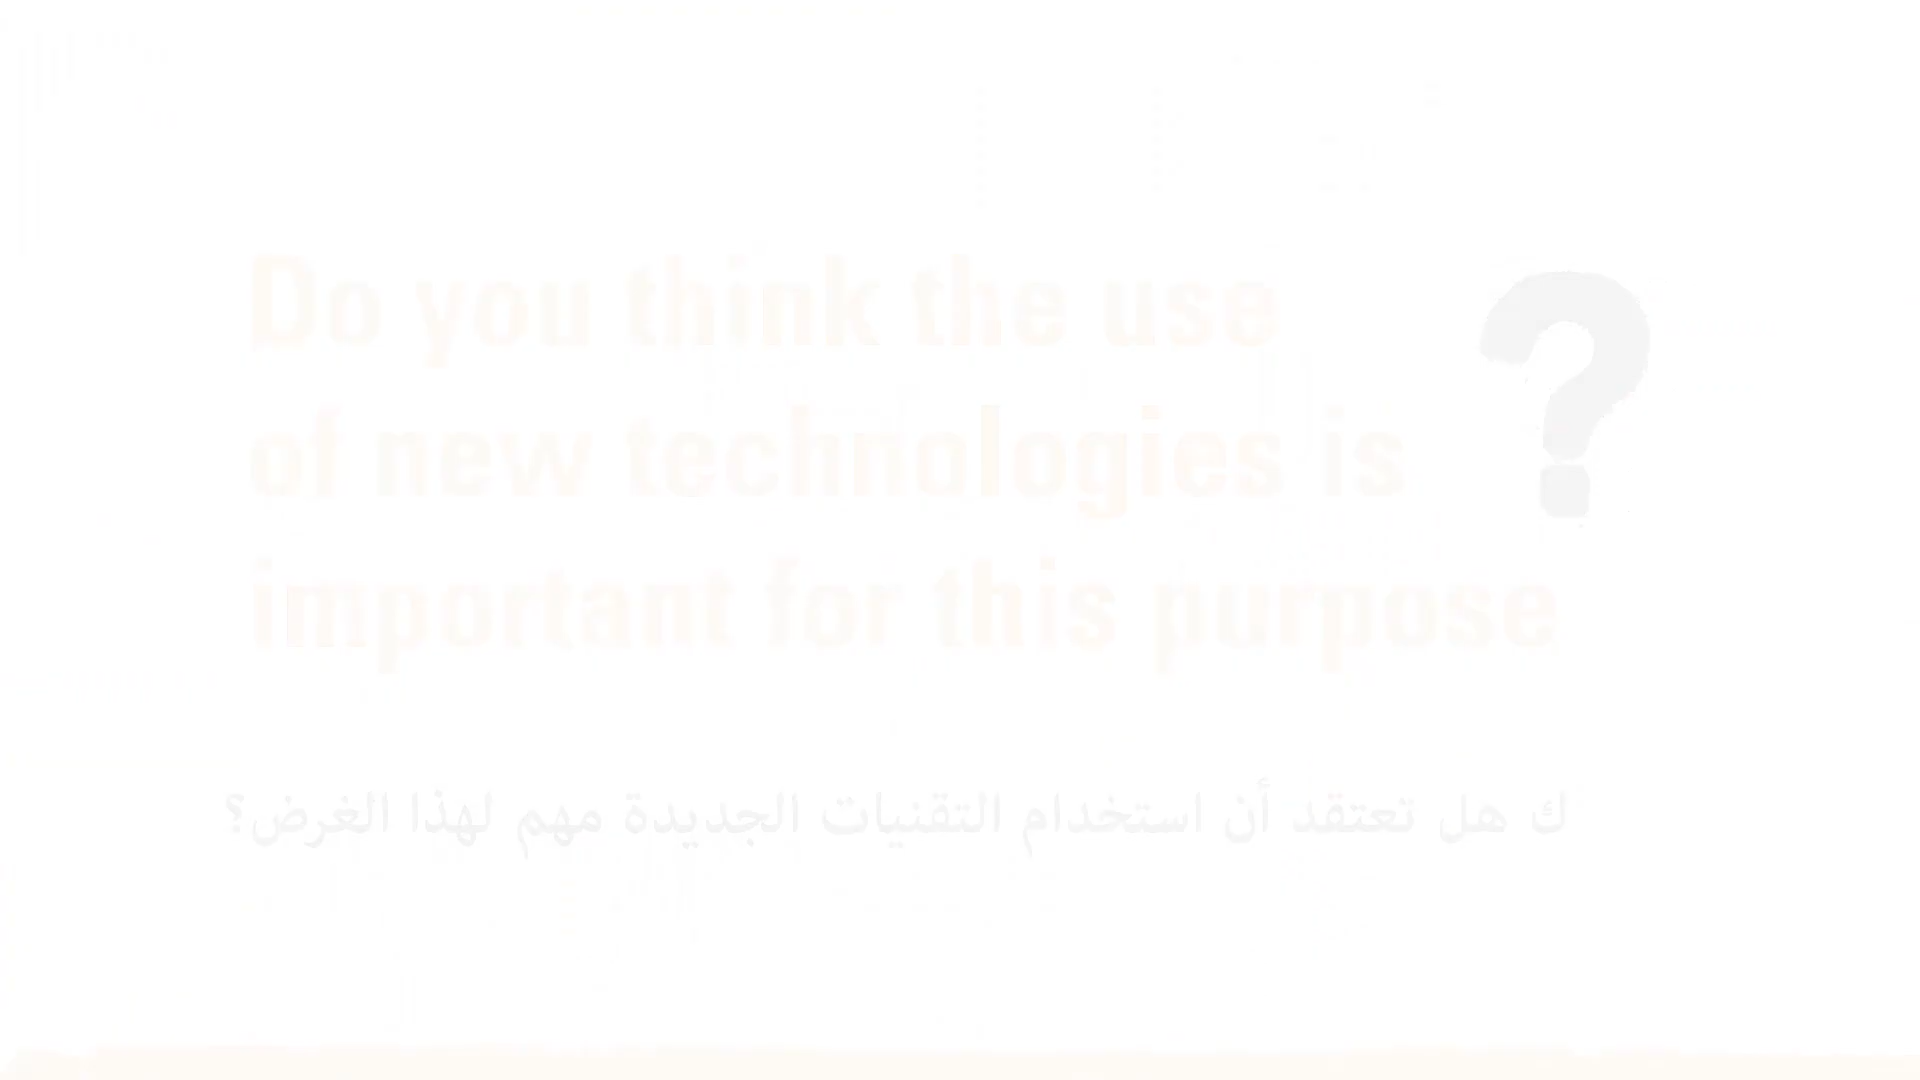 Do you think the use
of new technologies is
important for this purpose
?
ك هل تعتقد أن استخدام التقنيات الجديدة مهم لهذا الغرض؟